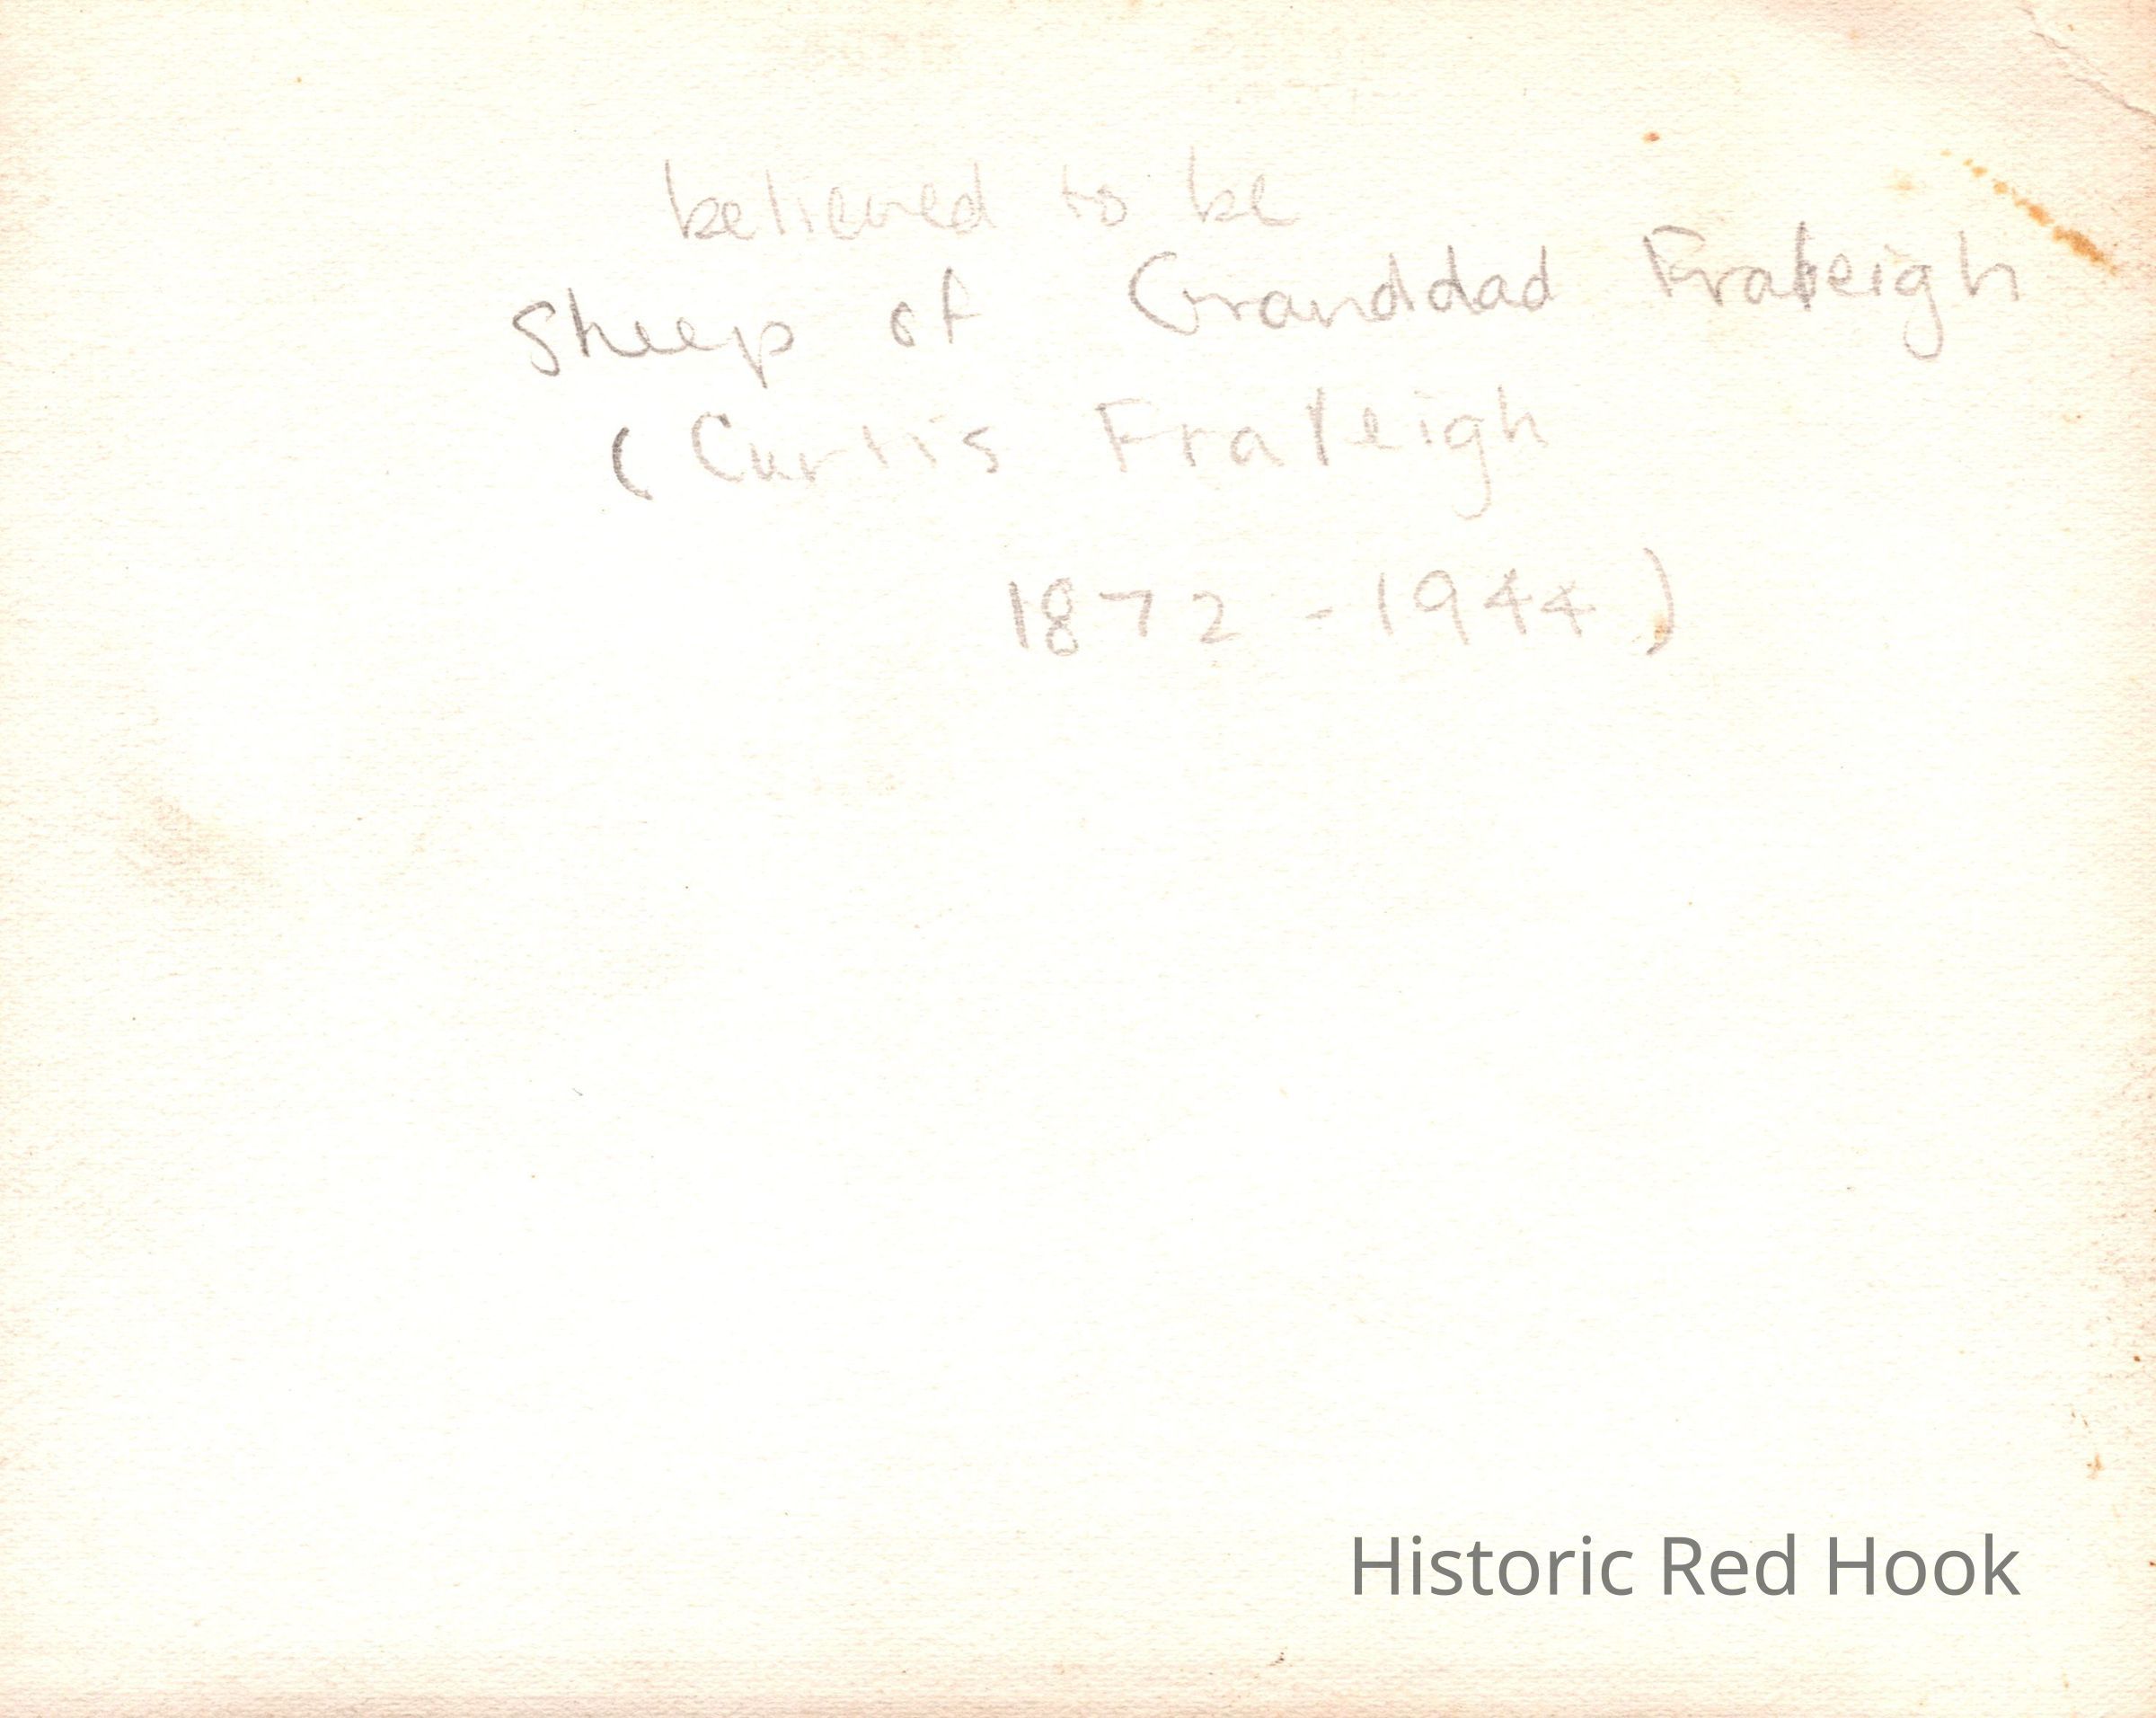 believed to be
Sheep of Granddad Fraleigh
(Curtis Fraleigh
1872 - 1944)
Historic Red Hook